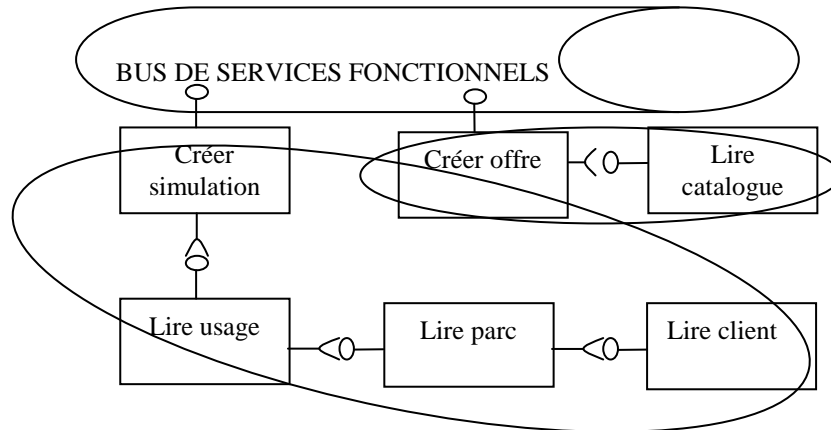 BUS DE SERVICES FONCTIONNELS
Créer
simulation
Créer offre
Lire
catalogue
Lire usage
Lire parc
Lire client